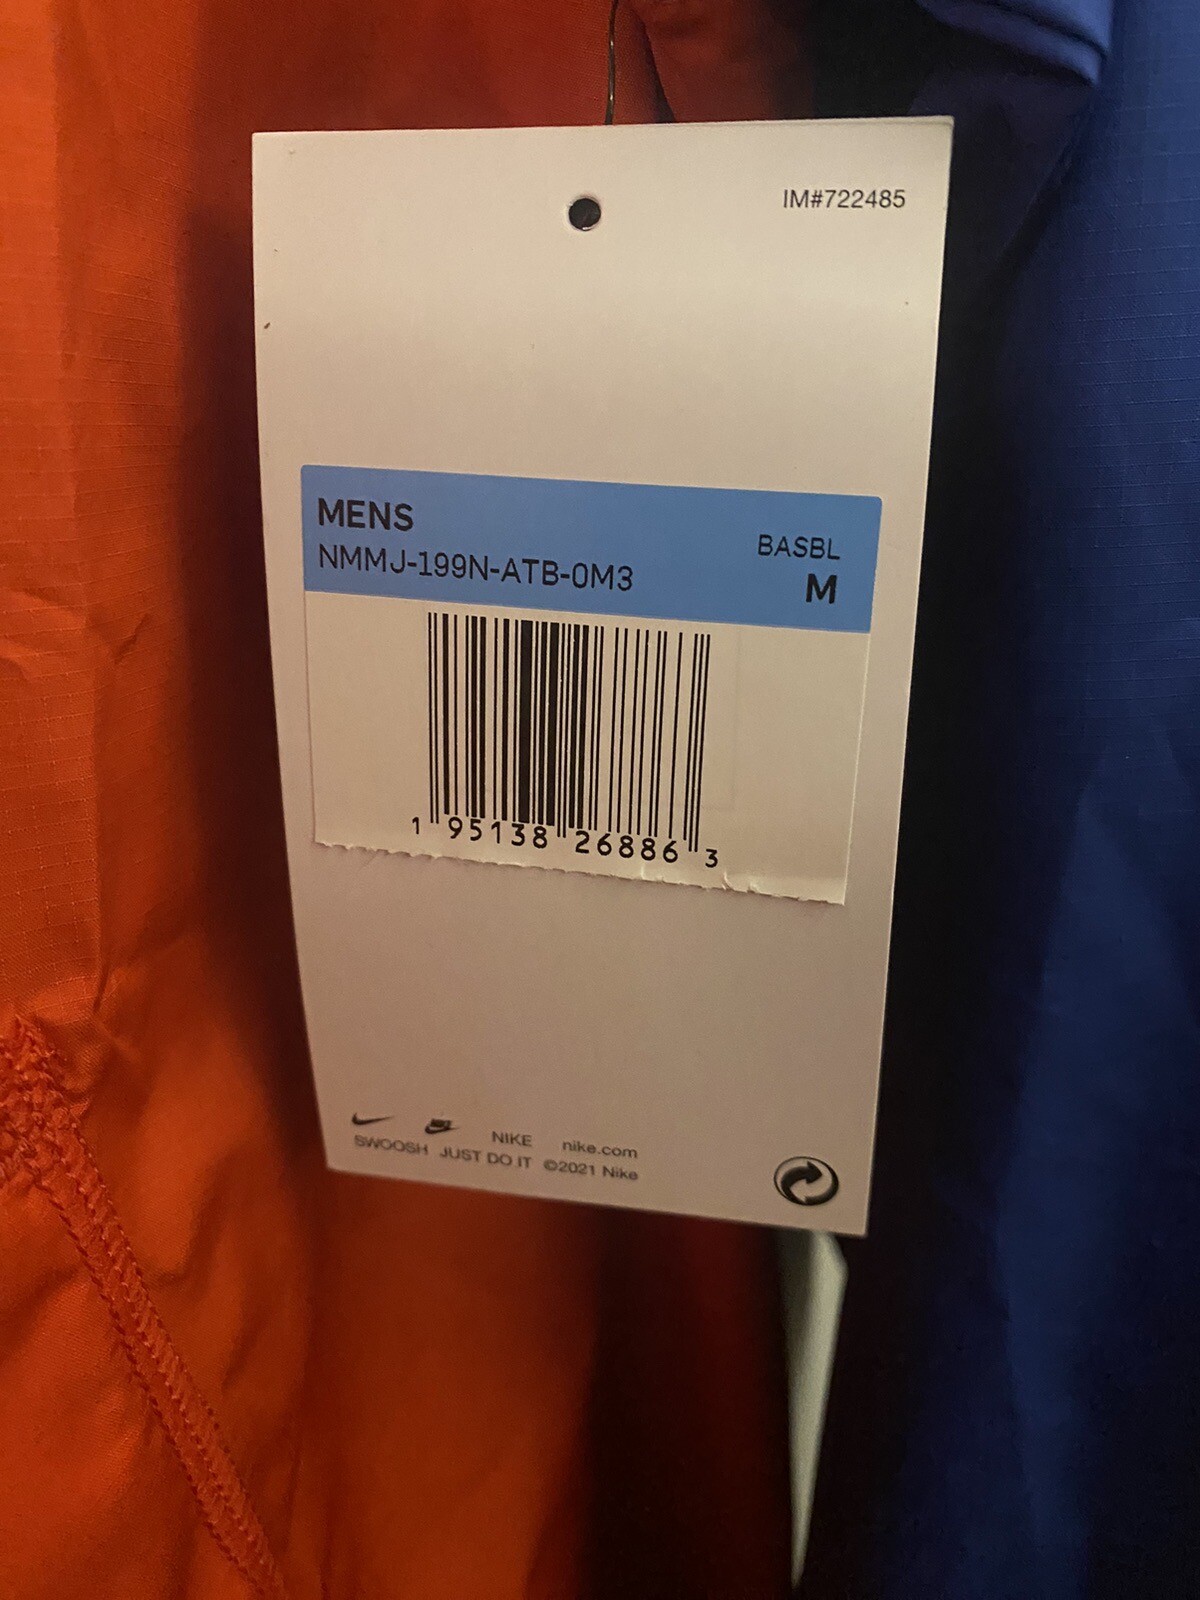 IM#722485
MENS
BASBL
NMMJ-199N-ATB-0M3
M
1 95138 26886 3
NIKE nike.com
SWOOSH JUST DO IT ©2021 Nike